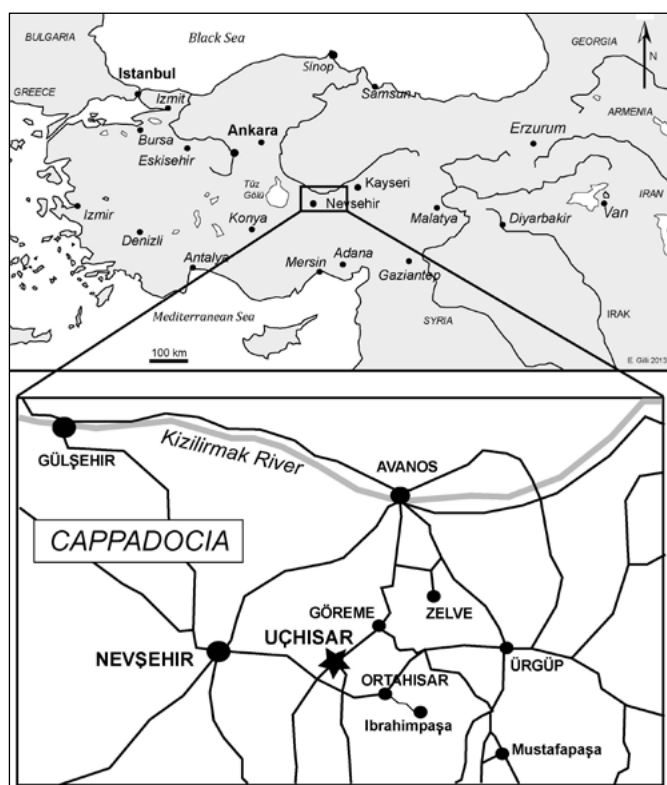 BULGARIA
Black Sea
GEORGIA
N
Sinop
Istanbul
GREECE
Izmit
Samsun
ARMENIA
Bursa
Ankara
Erzurum
Eskisehir
Tüz
Gölü
Kayseri
IRAN
Nevsehir
Van
Izmir
Konya
Malatya
Diyarbakir
Denizli
Antalya
Mersin
Adana
Gaziantep
Mediterranean Sea
SYRIA
IRAK
100 km
E. Gilli 2013
Kizilirmak River
GÜLŞEHIR
AVANOS
CAPPADOCIA
GÖREME
ZELVE
UÇHISAR
NEVŞEHIR
ÜRGÜP
ORTAHISAR
Ibrahimpaşa
Mustafapaşa